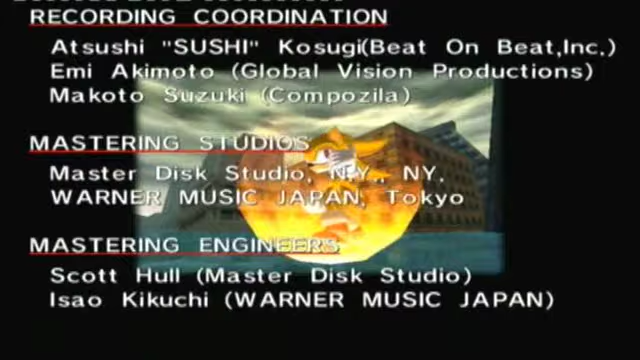 RECORDING COORDINATION
Atsushi "SUSHI" Kosugi(Beat On Beat,Inc.)
Emi Akimoto (Global Vision Productions)
Makoto Suzuki (Compozila)
MASTERING STUDIOS
Master Disk Studio, N.Y., NY.
WARNER MUSIC JAPAN, Tokyo
MASTERING ENGINEERS
Scott Hull (Master Disk Studio)
Isao Kikuchi (WARNER MUSIC JAPAN)